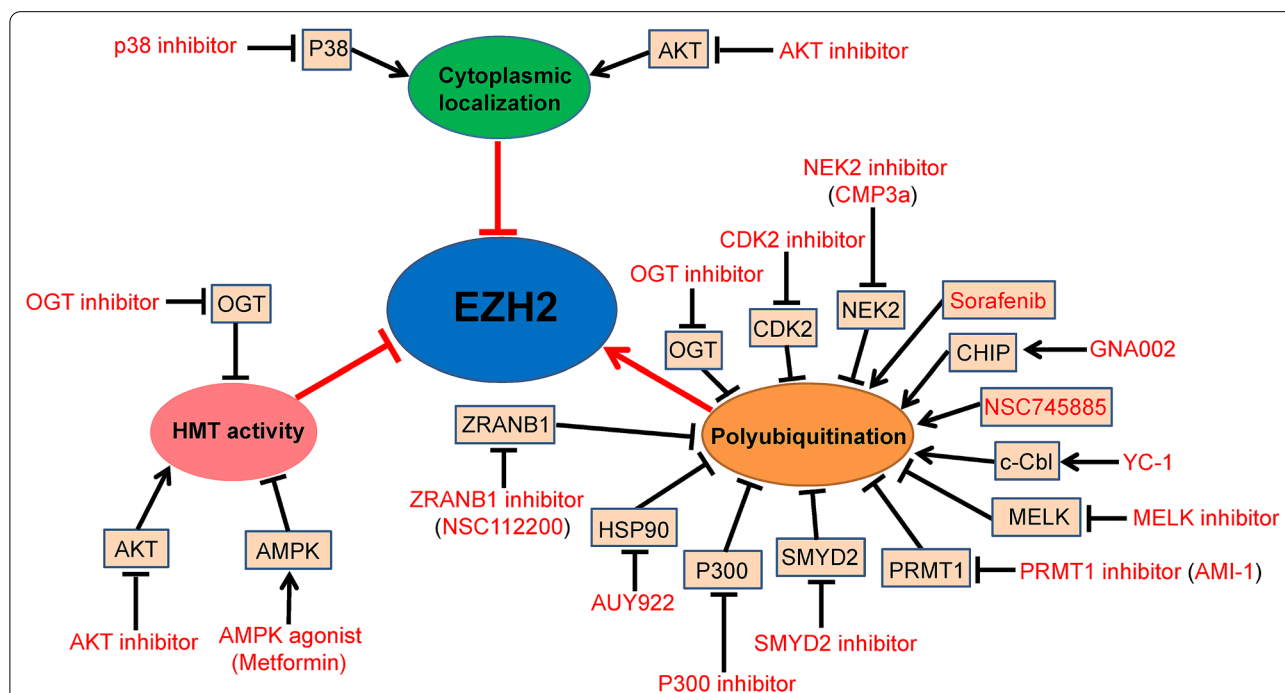 p38 inhibitor
P38
AKT
AKT inhibitor
Cytoplasmic
localization
NEK2 inhibitor
(CMP3a)
CDK2 inhibitor
OGT inhibitor
OGT inhibitor
OGT
EZH2
OGT
CDK2
NEK2
Sorafenib
CHIP
GNA002
NSC745885
HMT activity
ZRANB1
Polyubiquitination
c-Cbl
YC-1
ZRANB1 inhibitor
(NSC112200)
HSP90
P300
SMYD2
PRMT1
MELK
MELK inhibitor
PRMT1 inhibitor (AMI-1)
AKT
AMPK
AUY922
AKT inhibitor
AMPK agonist
(Metformin)
SMYD2 inhibitor
P300 inhibitor